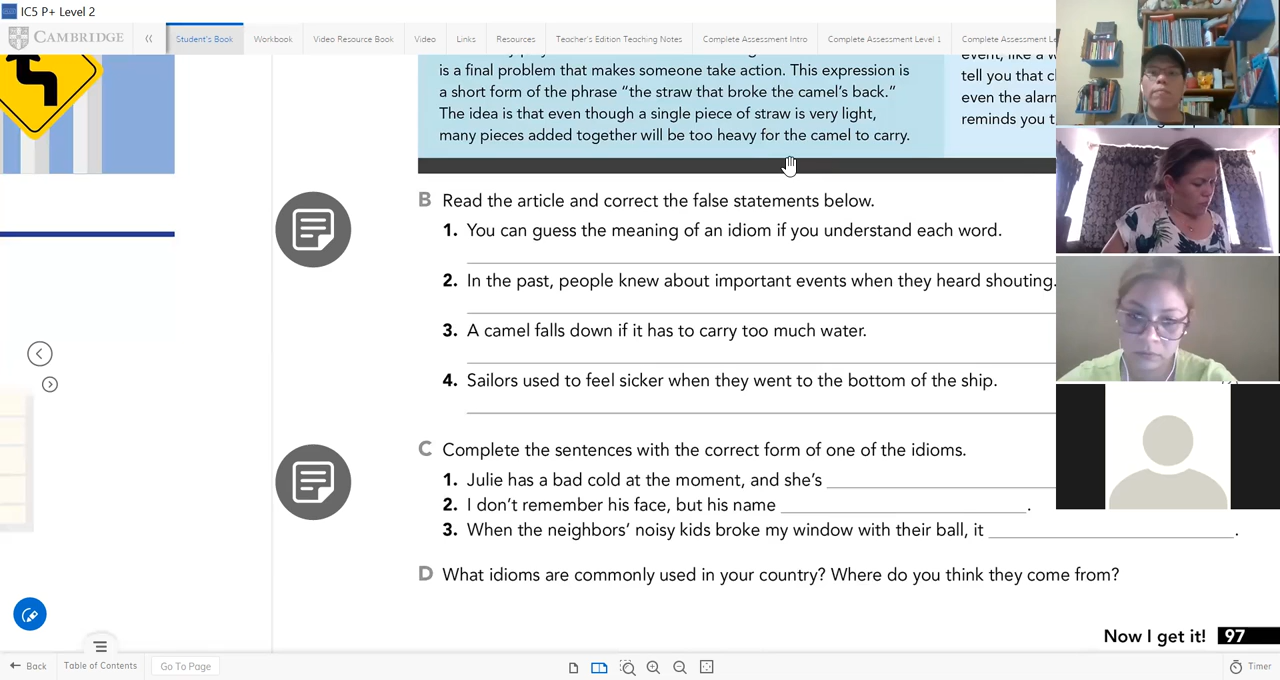 IC5 P+ Level 2
CAMBRIDGE
Student's Book
Workbook
Video Resource Book
Video
Links
Resources
Teacher's Edition Teaching Notes
Complete Assessment Intro
Complete Assessment Level 1
Complete Assessment Le
is a final problem that makes someone take action. This expression is
a short form of the phrase “the straw that broke the camel’s back.”
The idea is that even though a single piece of straw is very light,
many pieces added together will be too heavy for the camel to carry.
event, like a w
tell you that c
even the alarm
reminds you t
B Read the article and correct the false statements below.
1. You can guess the meaning of an idiom if you understand each word.
2. In the past, people knew about important events when they heard shouting.
3. A camel falls down if it has to carry too much water.
4. Sailors used to feel sicker when they went to the bottom of the ship.
C Complete the sentences with the correct form of one of the idioms.
1. Julie has a bad cold at the moment, and she’s
2. I don’t remember his face, but his name .
3. When the neighbors’ noisy kids broke my window with their ball, it .
D What idioms are commonly used in your country? Where do you think they come from?
Now I get it! 97
Back
Table of Contents
Go To Page
Timer